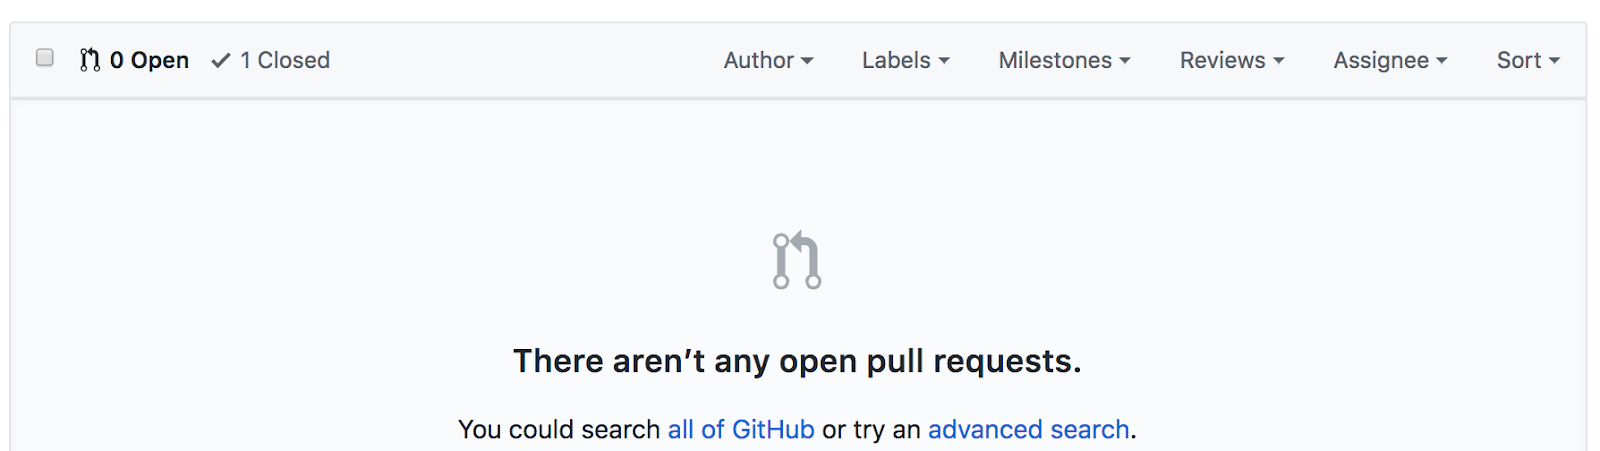 0 Open 1 Closed Author Labels Milestones Reviews Assignee Sort
There aren’t any open pull requests.
You could search all of GitHub or try an advanced search.